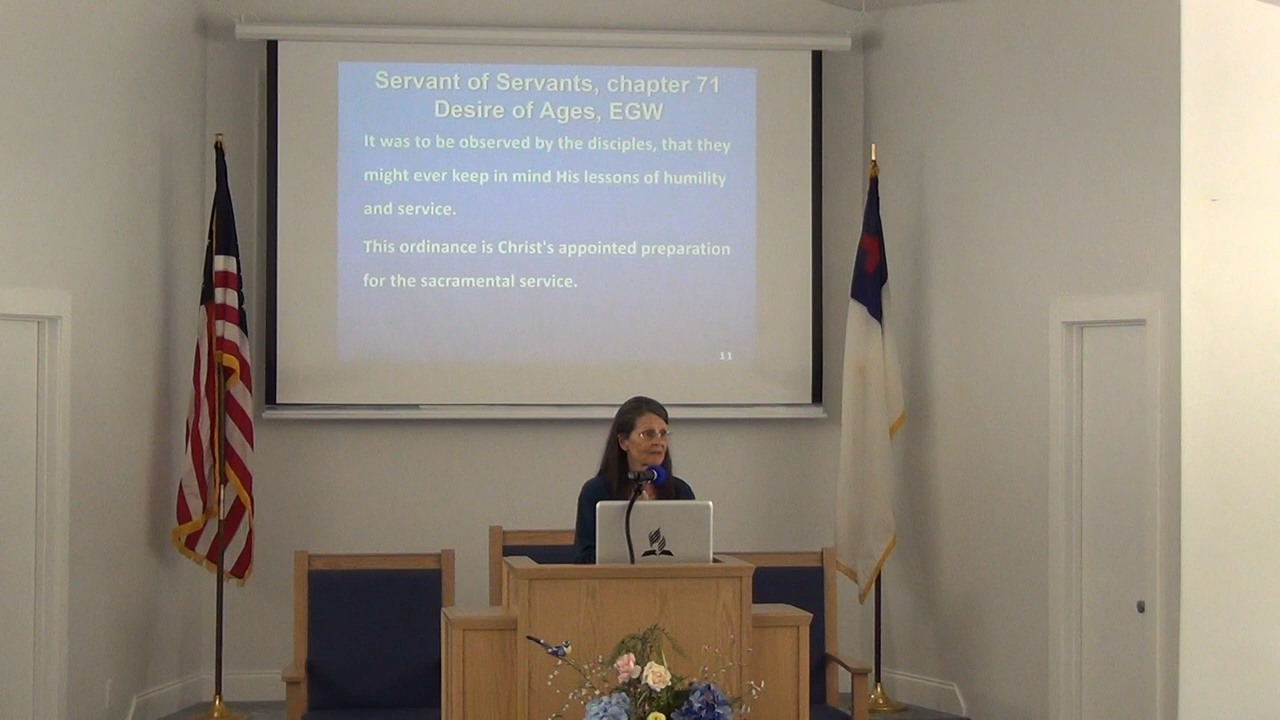 Servant of Servants, chapter 71
Desire of Ages, EGW
It was to be observed by the disciples, that they
might ever keep in mind His lessons of humility
and service.
This ordinance is Christ's appointed preparation
for the sacramental service.
11